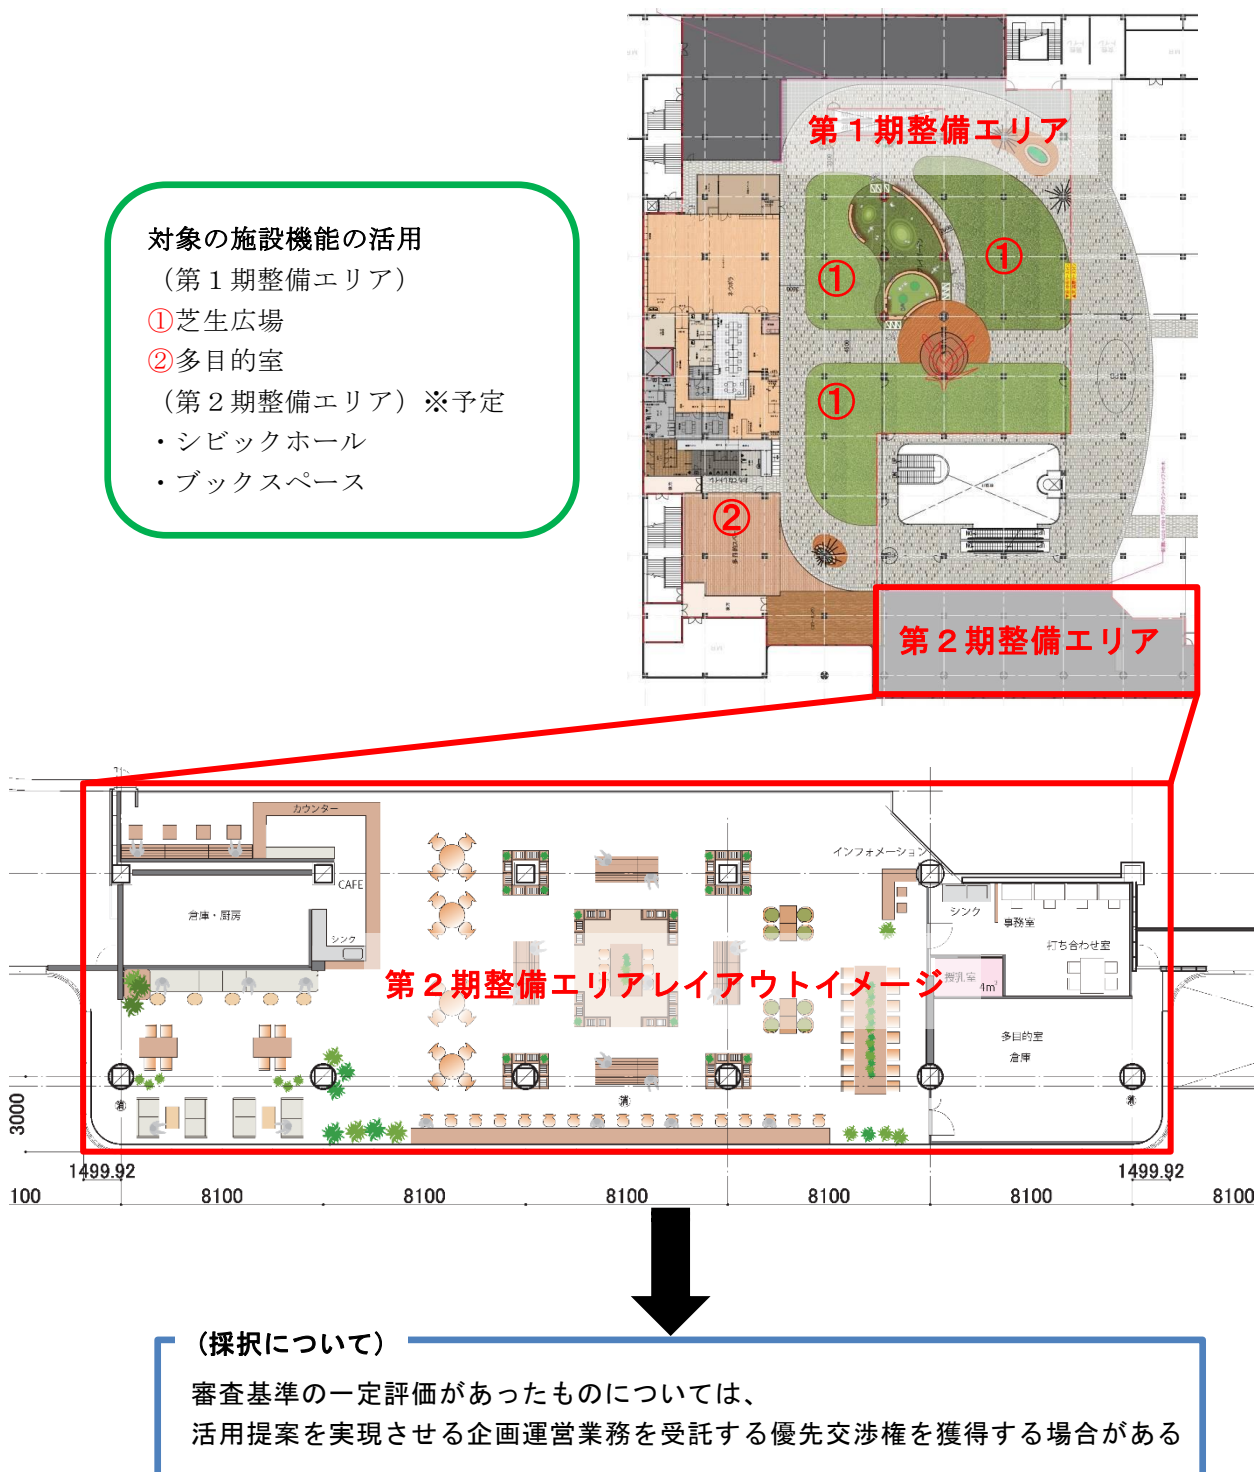 第１期整備エリア
対象の施設機能の活用
（第１期整備エリア）
①芝生広場
②多目的室
（第２期整備エリア）※予定
・シビックホール
・ブックスペース
①
①
①
②
第２期整備エリア
カウンター
CAFE
倉庫・厨房
シンク
インフォメーション
シンク
事務室
打ち合わせ室
授乳室
4㎡
第２期整備エリアレイアウトイメージ
多目的室
倉庫
3000
1499.92
1499.92
100 8100 8100 8100 8100 8100 8100
（採択について）
審査基準の一定評価があったものについては、
活用提案を実現させる企画運営業務を受託する優先交渉権を獲得する場合がある